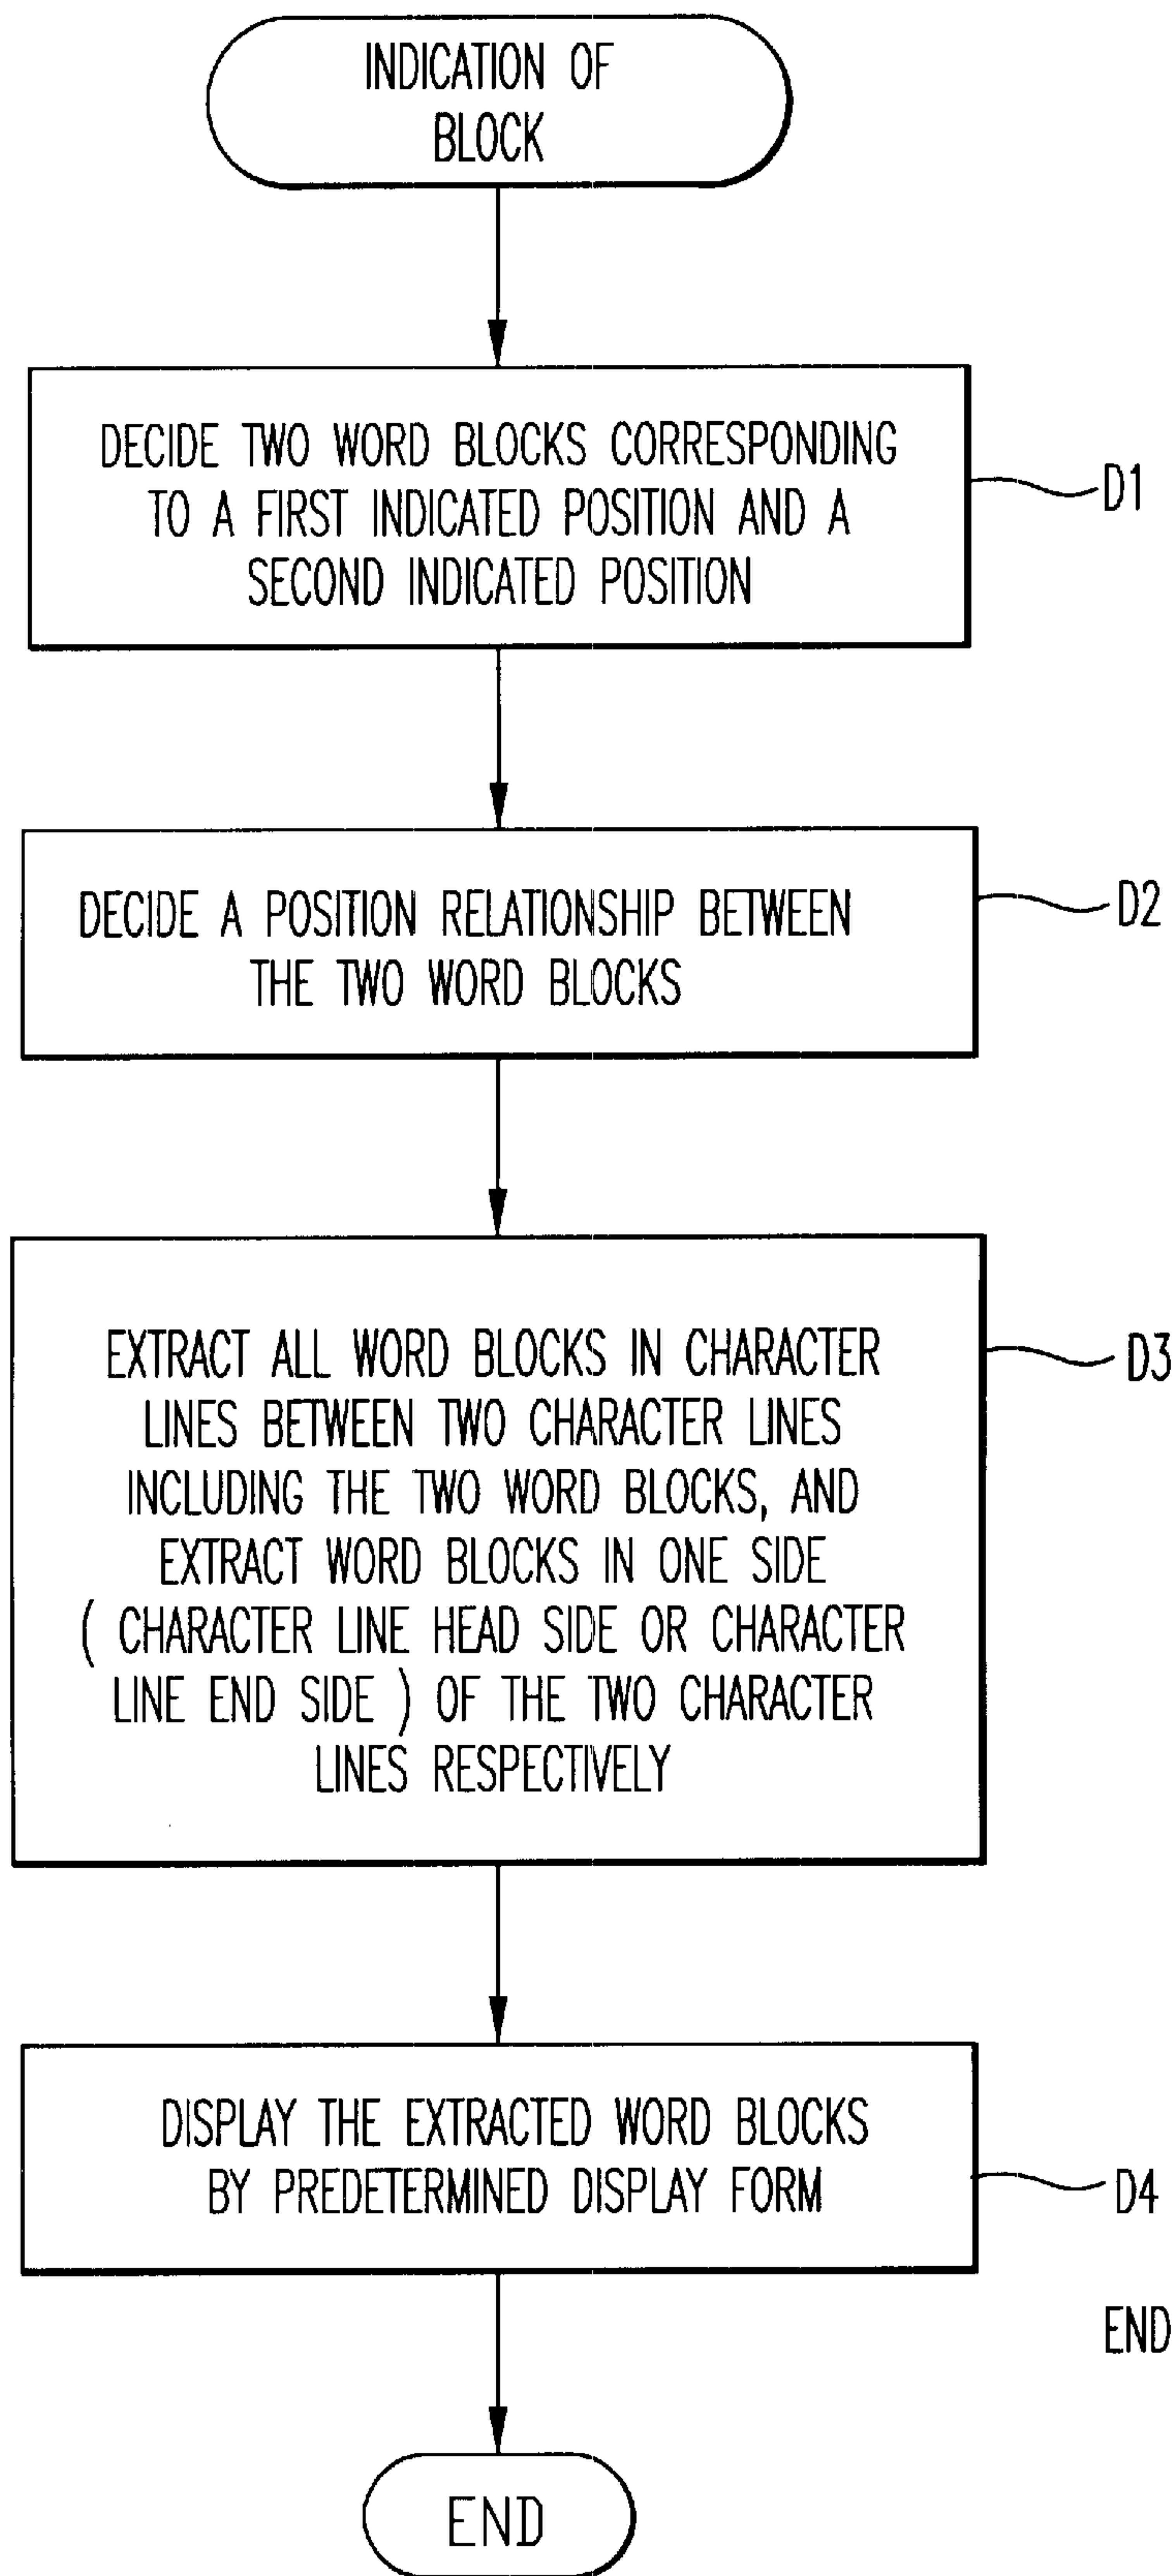 INDICATION OF
BLOCK
DECIDE TWO WORD BLOCKS CORRESPONDING
TO A FIRST INDICATED POSITION AND A
SECOND INDICATED POSITION
D1
DECIDE A POSITION RELATIONSHIP BETWEEN
THE TWO WORD BLOCKS
D2
EXTRACT ALL WORD BLOCKS IN CHARACTER
LINES BETWEEN TWO CHARACTER LINES
INCLUDING THE TWO WORD BLOCKS, AND
EXTRACT WORD BLOCKS IN ONE SIDE
( CHARACTER LINE HEAD SIDE OR CHARACTER
LINE END SIDE ) OF THE TWO CHARACTER
LINES RESPECTIVELY
D3
DISPLAY THE EXTRACTED WORD BLOCKS
BY PREDETERMINED DISPLAY FORM
D4
END
END